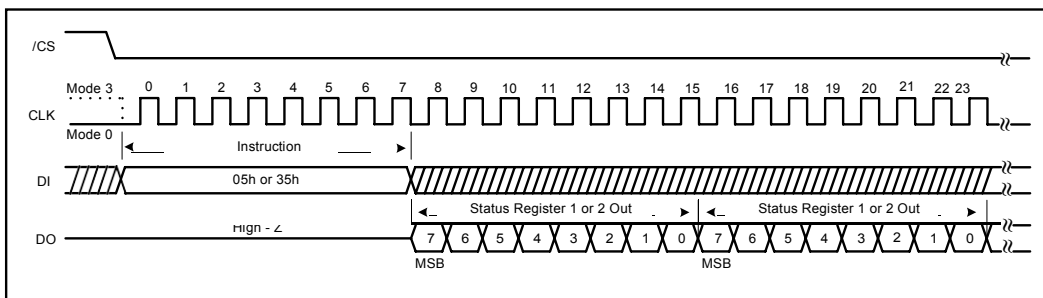 /CS
Mode 3 0 1 2 3 4 5 6 7 8 9 10 11 12 13 14 15 16 17 18 19 20 21 22 23
CLK
Mode 0
Instruction
DI 05h or 35h
Status Register 1 or 2 Out Status Register 1 or 2 Out
DO High - Z 7 6 5 4 3 2 1 0 7 6 5 4 3 2 1 0
MSB MSB